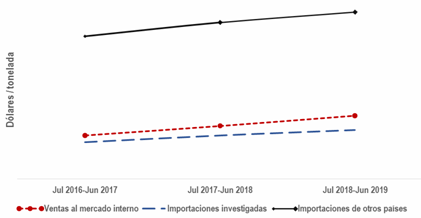 Dólares /tonelada
Jul 2016-Jun 2017 Jul 2017-Jun 2018 Jul 2018-Jun 2019
Ventas al mercado interno Importaciones investigadas Importaciones de otros paises